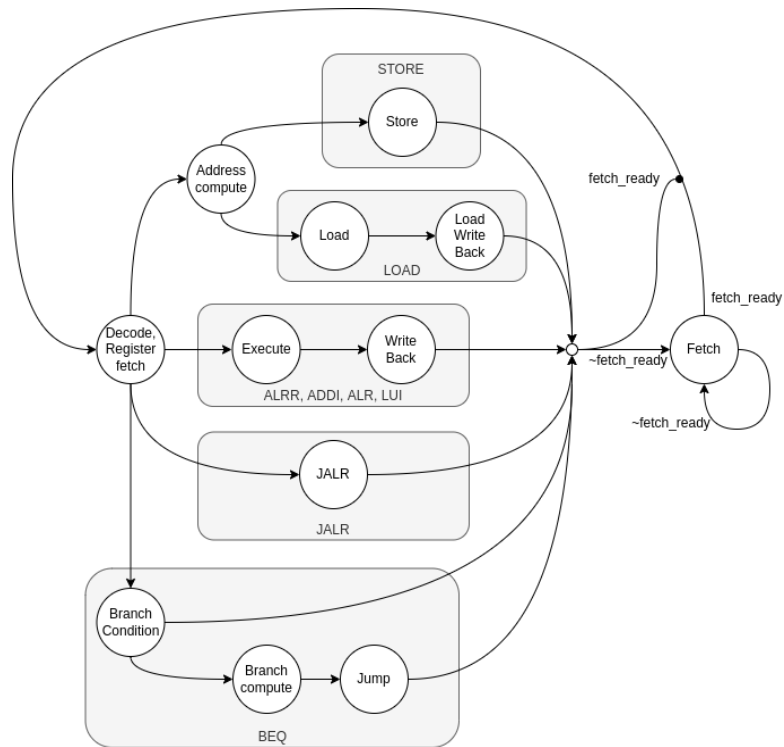 STORE
Store
Address
compute
fetch_ready
Load
Load
Write
Back
LOAD
fetch_ready
Decode,
Register
fetch
Execute
Write
Back
~fetch_ready
Fetch
ALRR, ADDI, ALR, LUI
~fetch_ready
JALR
JALR
Branch
Condition
Branch
compute
Jump
BEQ